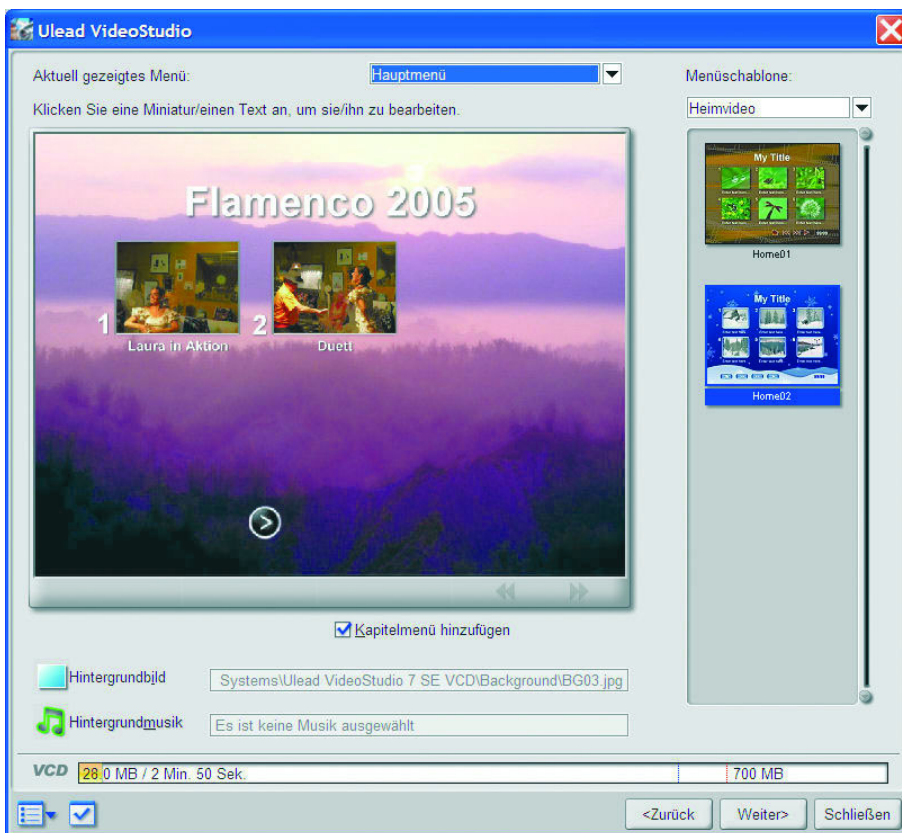 Ulead VideoStudio
Aktuell gezeigtes Menü:
Hauptmenü
Menüschablone:
Klicken Sie eine Miniatur/einen Text an, um sie/ihn zu bearbeiten.
Heimvideo
Flamenco 2005
1
Laura in Aktion
2
Duett
My Title
Home01
My Title
Home02
Kapitelmenü hinzufügen
Hintergrundbild
Systems\Ulead VideoStudio 7 SE VCD\Background\BG03.jpg
Hintergrundmusik
Es ist keine Musik ausgewählt
VCD
28.0 MB / 2 Min. 50 Sek.
700 MB
<Zurück
Weiter>
Schließen